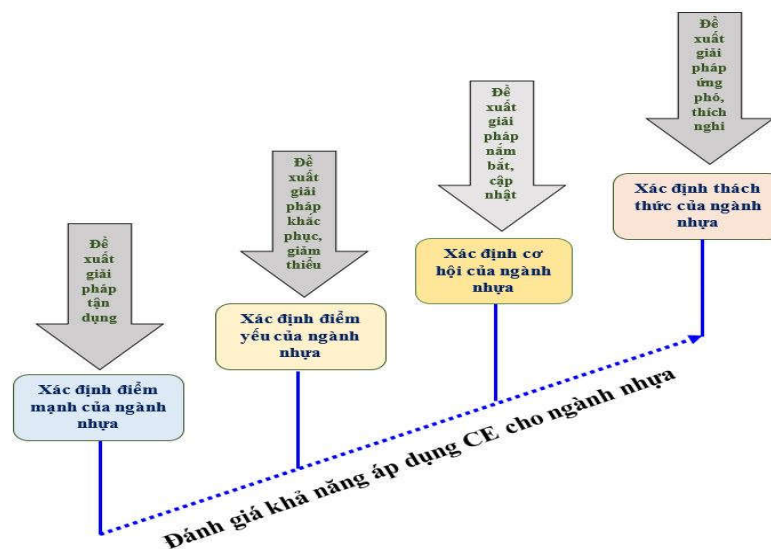 Đề
xuất
giải
pháp
tận
dụng
Xác định điểm
mạnh của ngành
nhựa
Đề
xuất
giải
pháp
khắc
phục,
giảm
thiểu
Xác định điểm
yếu của ngành
nhựa
Đề
xuất
giải
pháp
nắm
bắt,
cập
nhật
Xác định cơ
hội của ngành
nhựa
Đề
xuất
giải
pháp
ứng
phó,
thích
nghi
Xác định thách
thức của ngành
nhựa
Đánh giá khả năng áp dụng CE cho ngành nhựa